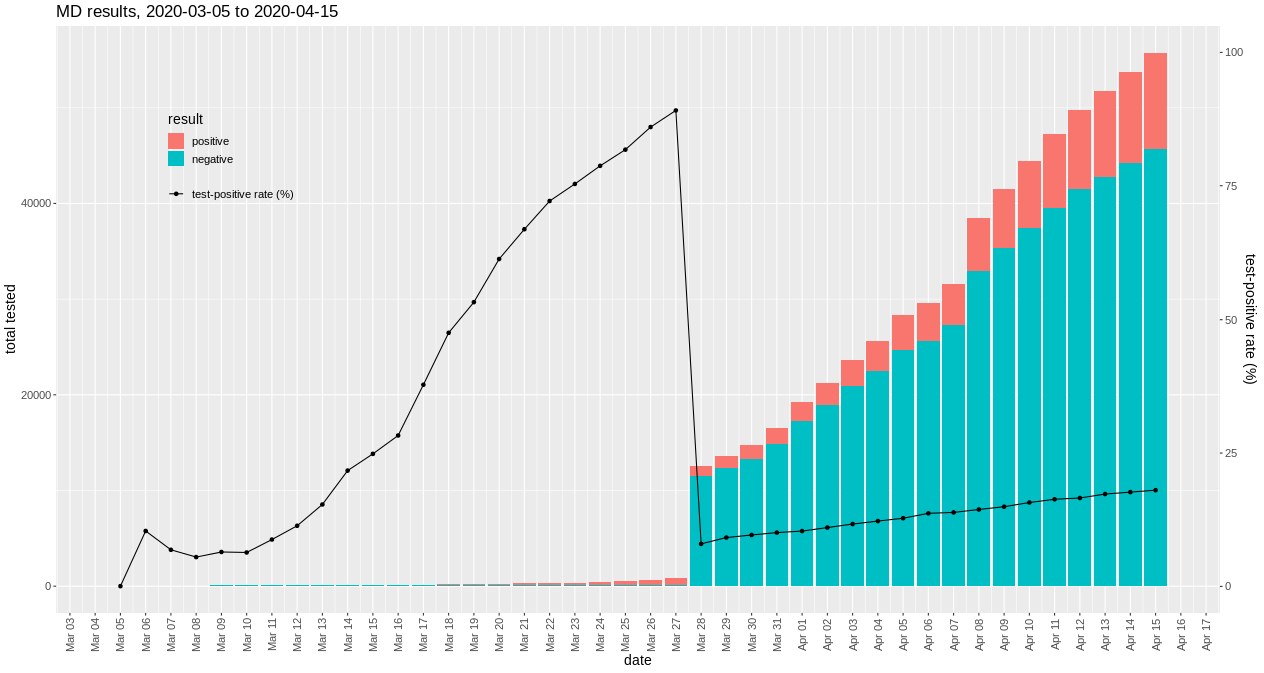 MD results, 2020-03-05 to 2020-04-15
result
positive
negative
test-positive rate (%)
total tested
40000
20000
0
100
75
50
25
0
test-positive rate (%)
Mar 03
Mar 04
Mar 05
Mar 06
Mar 07
Mar 08
Mar 09
Mar 10
Mar 11
Mar 12
Mar 13
Mar 14
Mar 15
Mar 16
Mar 17
Mar 18
Mar 19
Mar 20
Mar 21
Mar 22
Mar 23
Mar 24
Mar 25
Mar 26
Mar 27
Mar 28
Mar 29
Mar 30
Mar 31
Apr 01
Apr 02
Apr 03
Apr 04
Apr 05
Apr 06
Apr 07
Apr 08
Apr 09
Apr 10
Apr 11
Apr 12
Apr 13
Apr 14
Apr 15
Apr 16
Apr 17
date